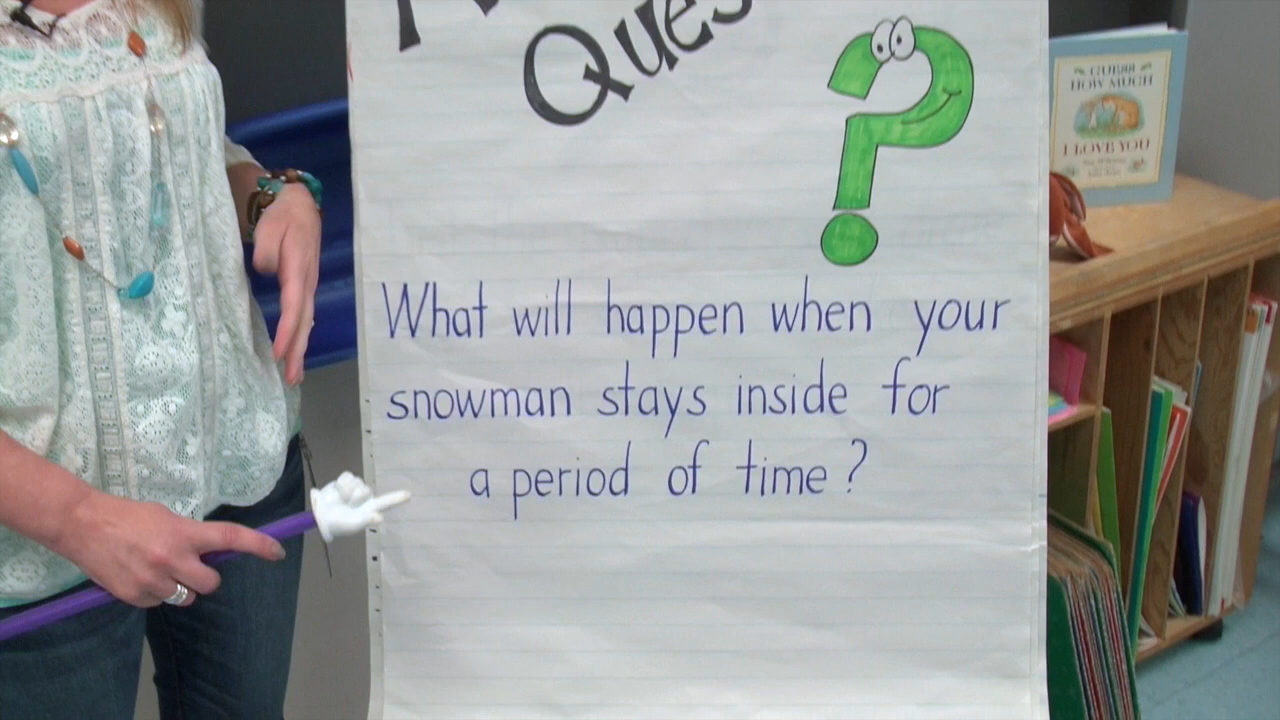 Ques
What will happen when your
snowman stays inside for
a period of time?
GUESS
HOW MUCH
I LOVE YOU